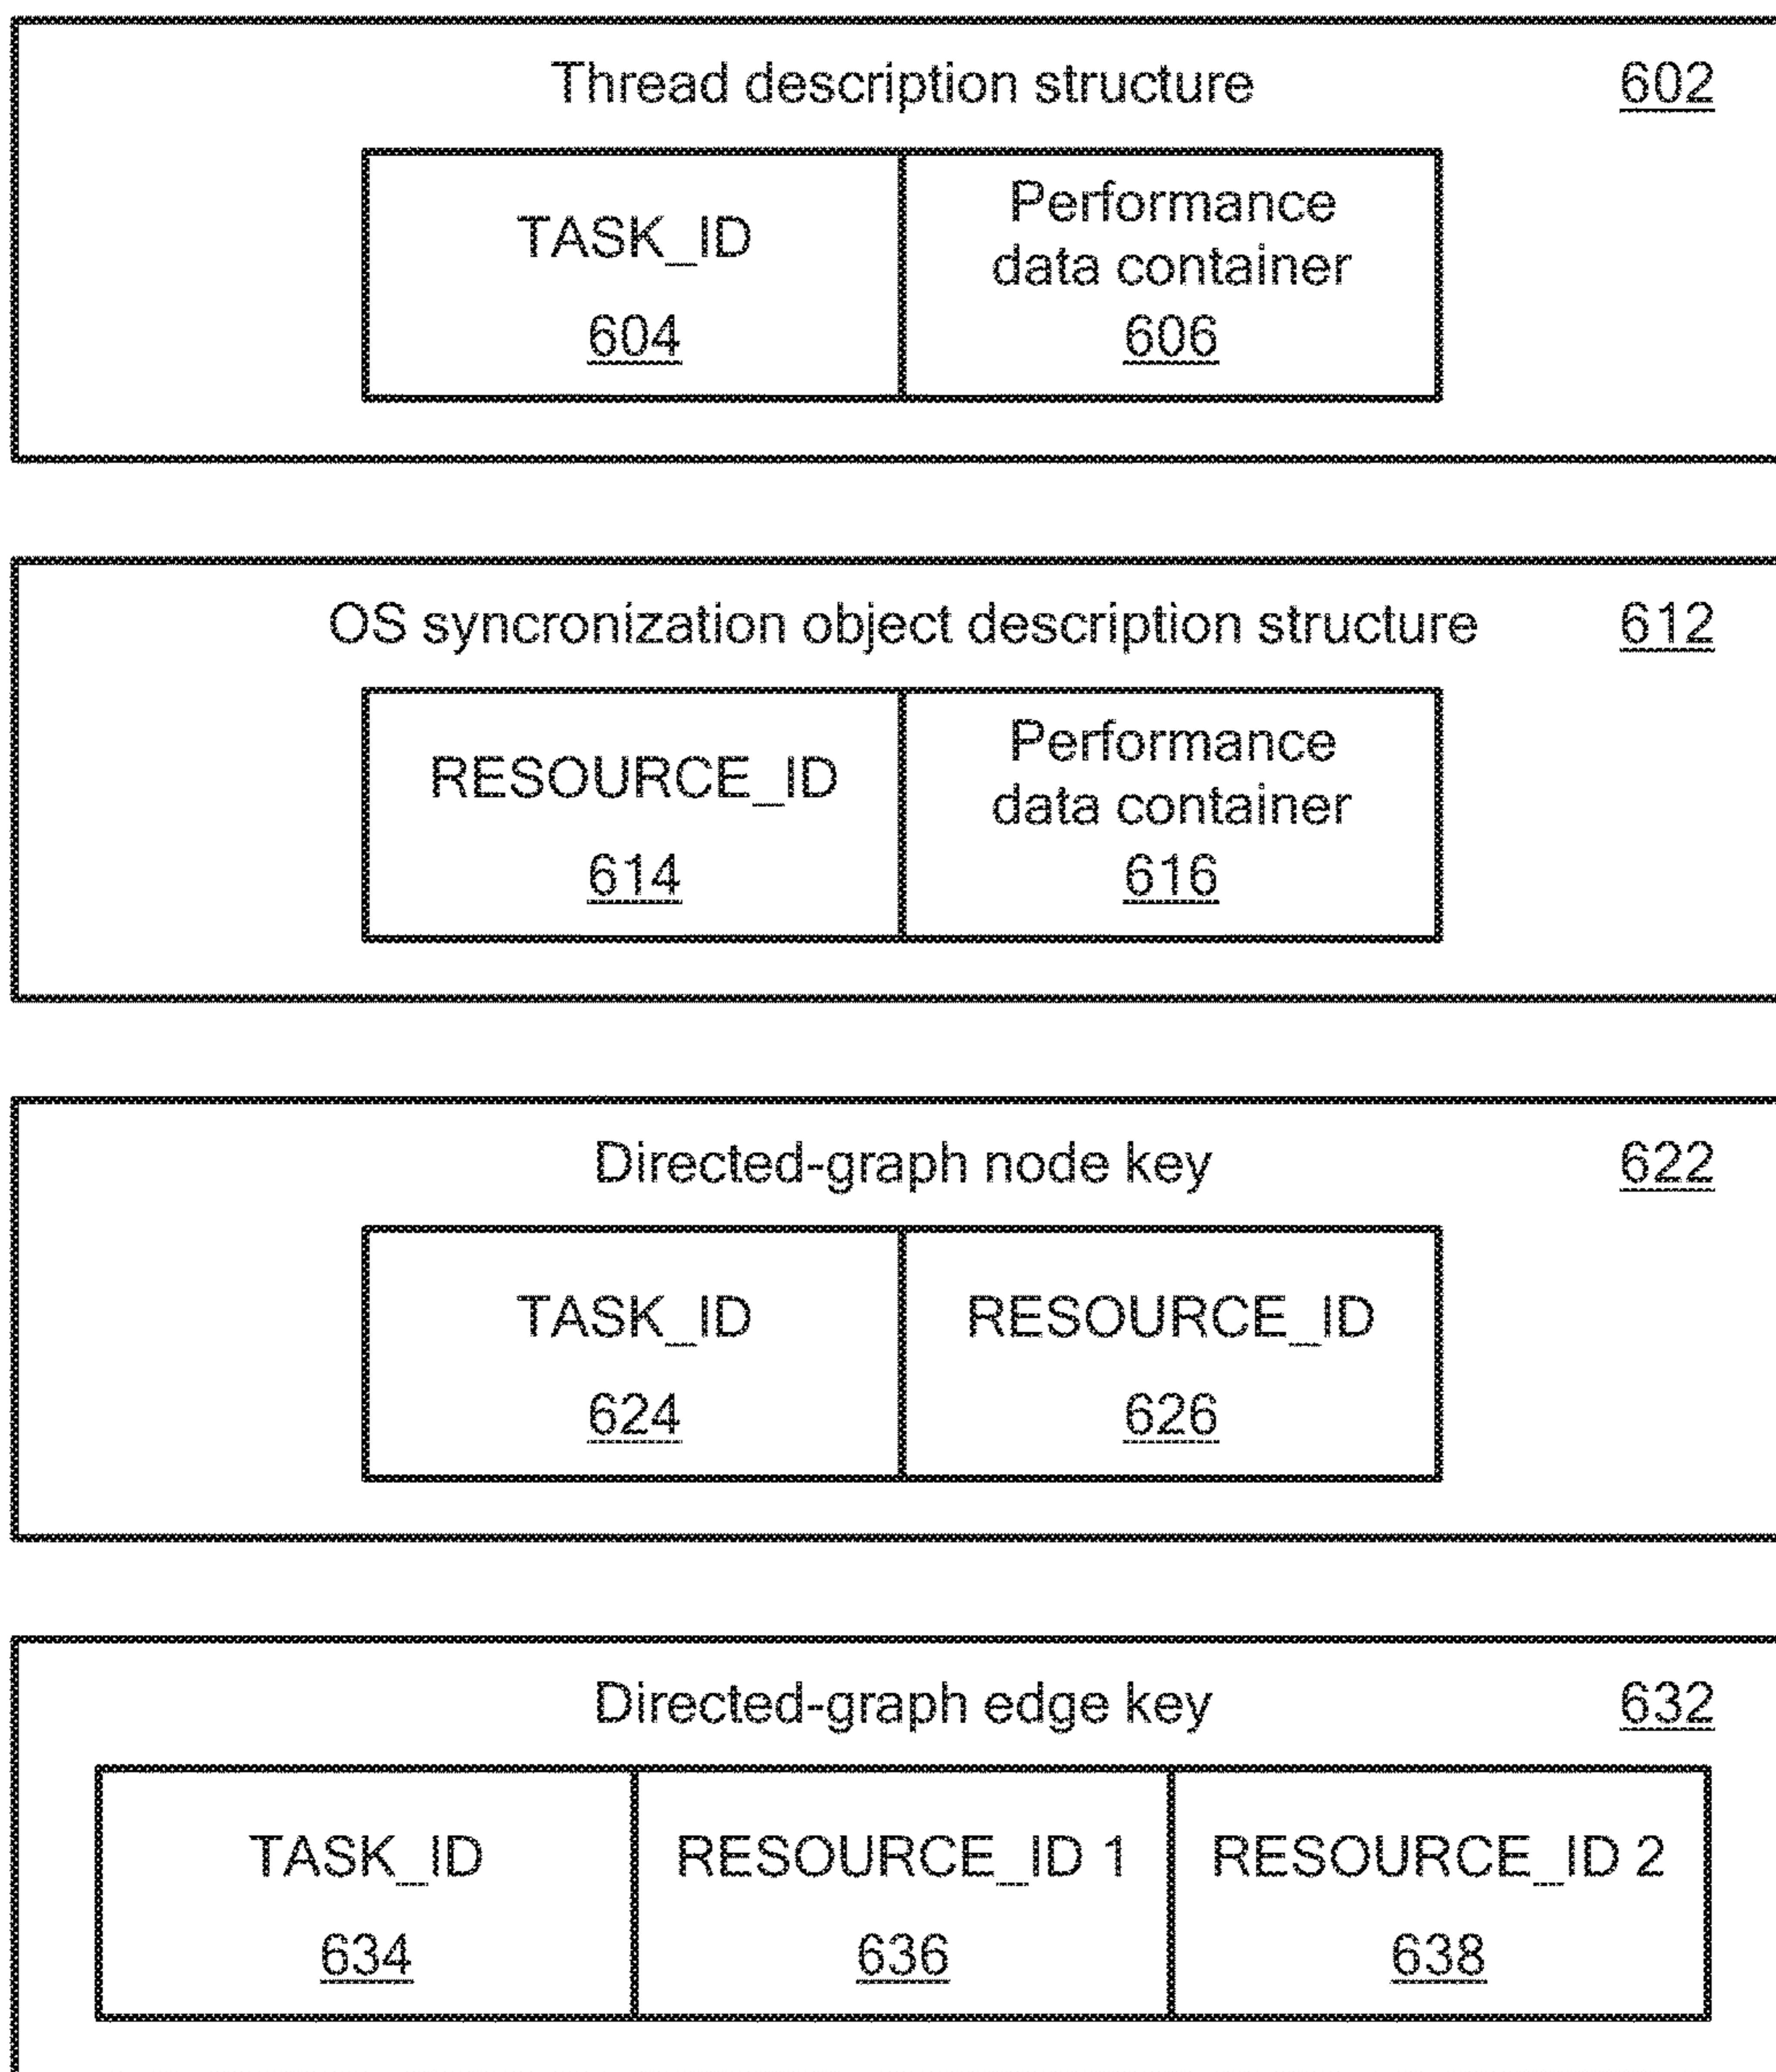 Thread description structure 602
TASK_ID Performance
data container
604 606
OS syncronization object description structure 612
RESOURCE_ID Performance
data container
614 616
Directed-graph node key 622
TASK_ID RESOURCE_ID
624 626
Directed-graph edge key 632
TASK_ID RESOURCE_ID 1 RESOURCE_ID 2
634 636 638